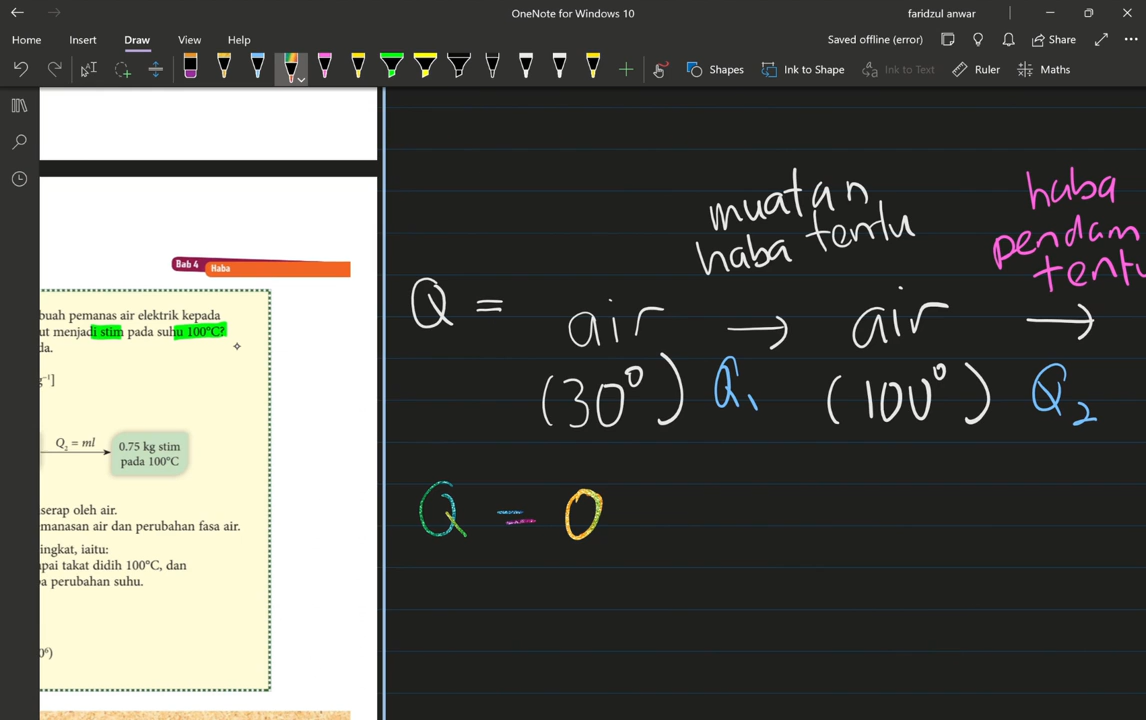 OneNote for Windows 10
faridzul anwar
Home Insert Draw View Help
Saved offline (error)
Share
Shapes
Ink to Shape
Ink to Text
Ruler
Maths
Bab 4 Haba
buah pemanas air elektrik kepada
ut menjadi stim pada suhu 100°C?
da.
g⁻¹]
Q₂ = ml
0.75 kg stim
pada 100°C
serap oleh air.
manasan air dan perubahan fasa air.
ingkat, iaitu:
pai takat didih 100°C, dan
a perubahan suhu.
0⁶)
muatan
haba tentu
haba
pendam
tentu
Q = air → air →
(30°) Q₁ (100°) Q₂
Q = 0